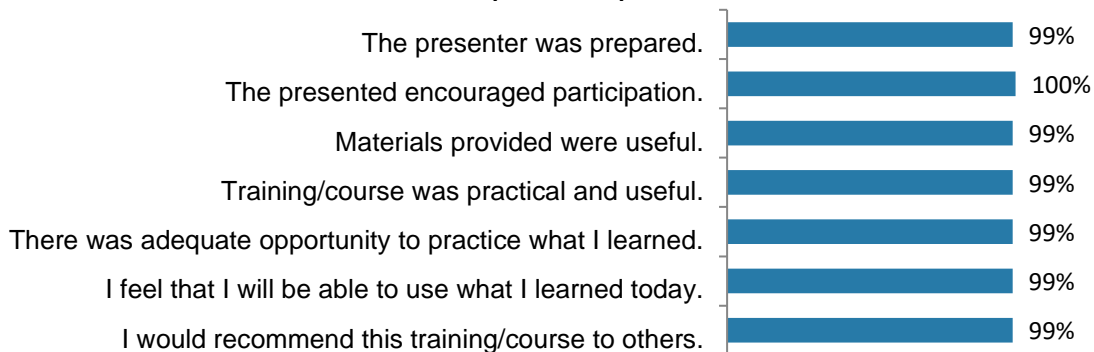 The presenter was prepared. 99%
The presented encouraged participation. 100%
Materials provided were useful. 99%
Training/course was practical and useful. 99%
There was adequate opportunity to practice what I learned. 99%
I feel that I will be able to use what I learned today. 99%
I would recommend this training/course to others. 99%